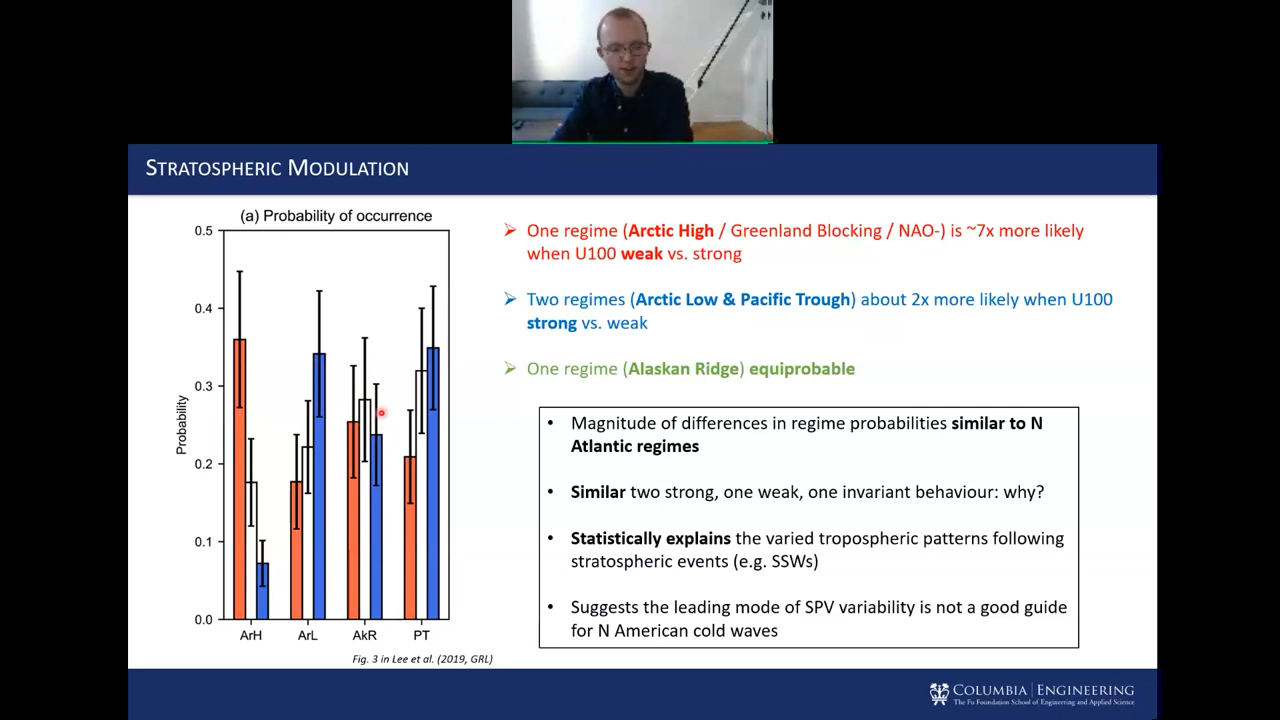 STRATOSPHERIC MODULATION
(a) Probability of occurrence
0.5
0.4
0.3
0.2
0.1
0.0
Probability
ArH ArL AkR PT
Fig. 3 in Lee et al. (2019, GRL)
➢ One regime (Arctic High / Greenland Blocking / NAO-) is ~7x more likely
when U100 weak vs. strong
➢ Two regimes (Arctic Low & Pacific Trough) about 2x more likely when U100
strong vs. weak
➢ One regime (Alaskan Ridge) equiprobable
• Magnitude of differences in regime probabilities similar to N
Atlantic regimes
• Similar two strong, one weak, one invariant behaviour: why?
• Statistically explains the varied tropospheric patterns following
stratospheric events (e.g. SSWs)
• Suggests the leading mode of SPV variability is not a good guide
for N American cold waves
COLUMBIA | ENGINEERING
The Fu Foundation School of Engineering and Applied Science